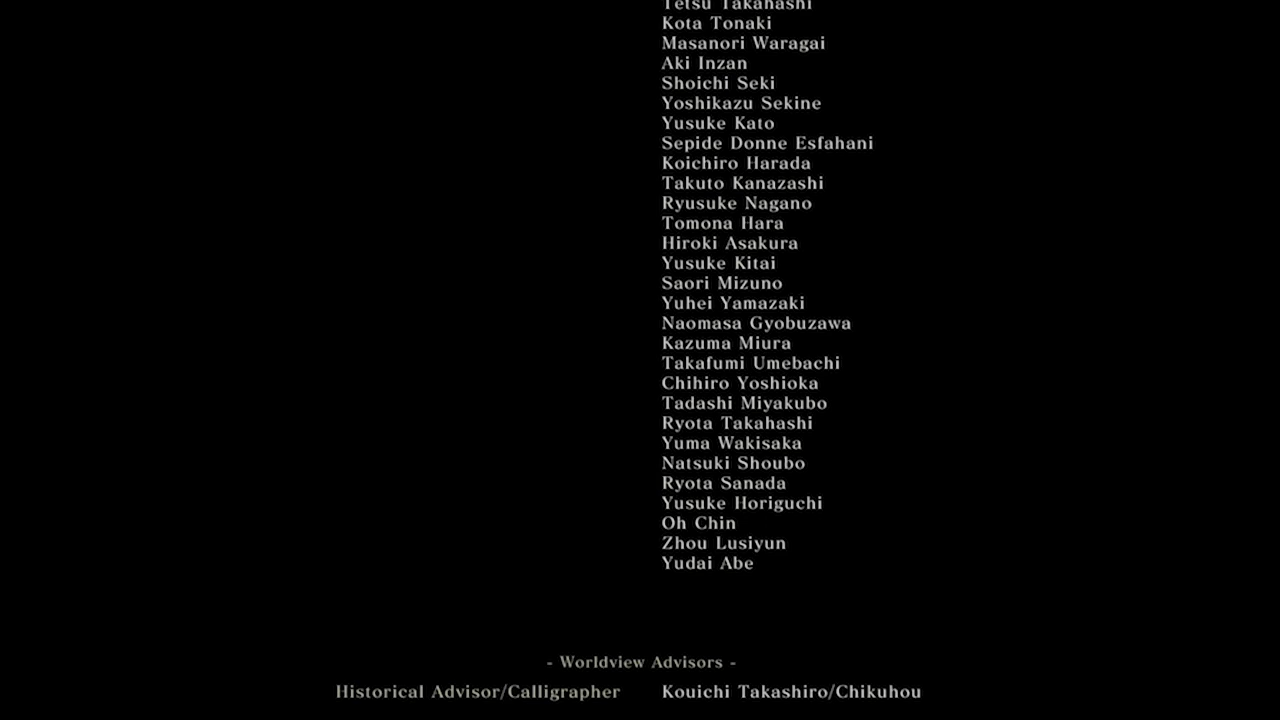 Tetsu Takahashi
Kota Tonaki
Masanori Waragai
Aki Inzan
Shoichi Seki
Yoshikazu Sekine
Yusuke Kato
Sepide Donne Esfahani
Koichiro Harada
Takuto Kanazashi
Ryusuke Nagano
Tomona Hara
Hiroki Asakura
Yusuke Kitai
Saori Mizuno
Yuhei Yamazaki
Naomasa Gyobuzawa
Kazuma Miura
Takafumi Umebachi
Chihiro Yoshioka
Tadashi Miyakubo
Ryota Takahashi
Yuma Wakisaka
Natsuki Shoubo
Ryota Sanada
Yusuke Horiguchi
Oh Chin
Zhou Lusiyun
Yudai Abe
- Worldview Advisors -
Historical Advisor/Calligrapher Kouichi Takashiro/Chikuhou